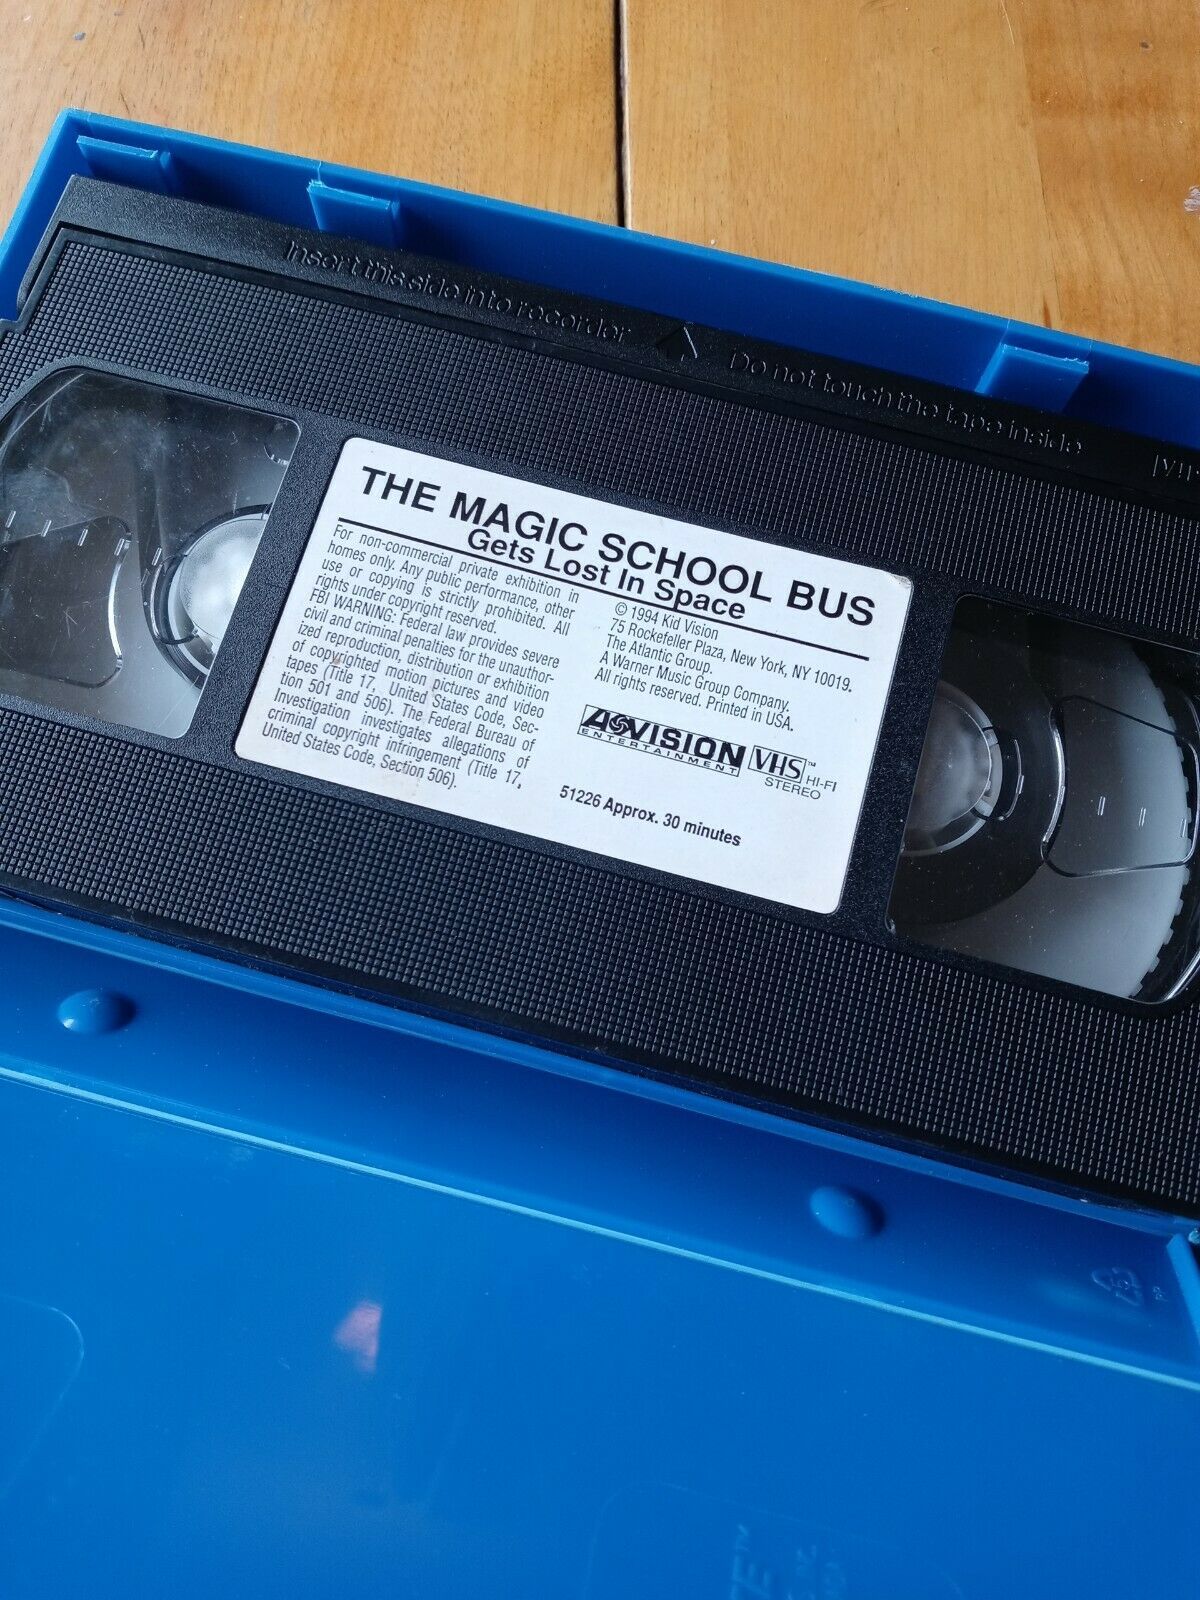 Insert this side into recorder
Do not touch the tape inside
THE MAGIC SCHOOL BUS
Gets Lost In Space
For non-commercial private exhibition in
homes only. Any public performance, other
use or copying is strictly prohibited. All
rights under copyright reserved.
FBI WARNING: Federal law provides severe
civil and criminal penalties for the unauthor-
ized reproduction, distribution or exhibition
of copyrighted motion pictures and video
tapes (Title 17, United States Code, Sec-
tion 501 and 506). The Federal Bureau of
Investigation investigates allegations of
criminal copyright infringement (Title 17,
United States Code, Section 506).
© 1994 Kid Vision
75 Rockefeller Plaza, New York, NY 10019.
The Atlantic Group.
A Warner Music Group Company.
All rights reserved. Printed in USA.
A VISION
ENTERTAINMENT
VHS™ HI-FI
STEREO
51226 Approx. 30 minutes